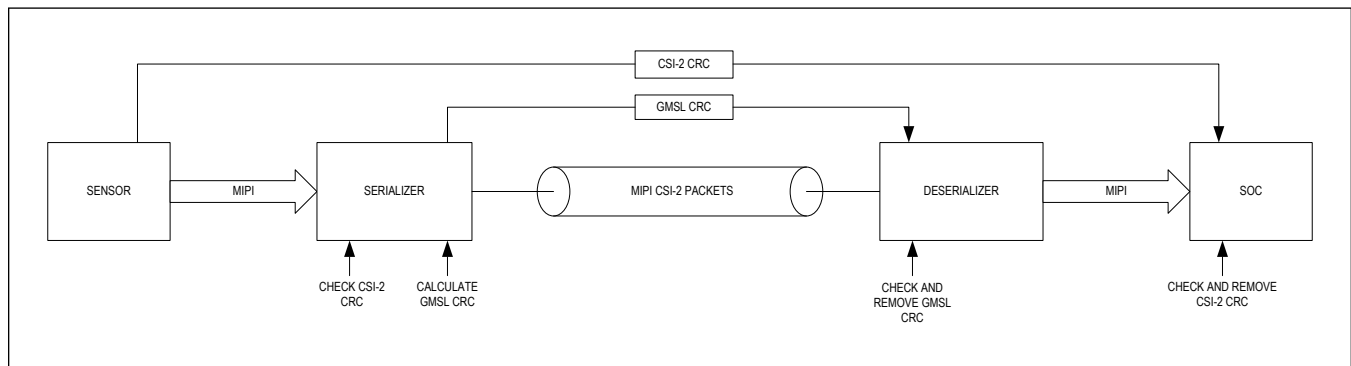 CSI-2 CRC
GMSL CRC
SENSOR
MIPI
SERIALIZER
MIPI CSI-2 PACKETS
DESERIALIZER
MIPI
SOC
CHECK CSI-2
CRC
CALCULATE
GMSL CRC
CHECK AND
REMOVE GMSL
CRC
CHECK AND REMOVE
CSI-2 CRC